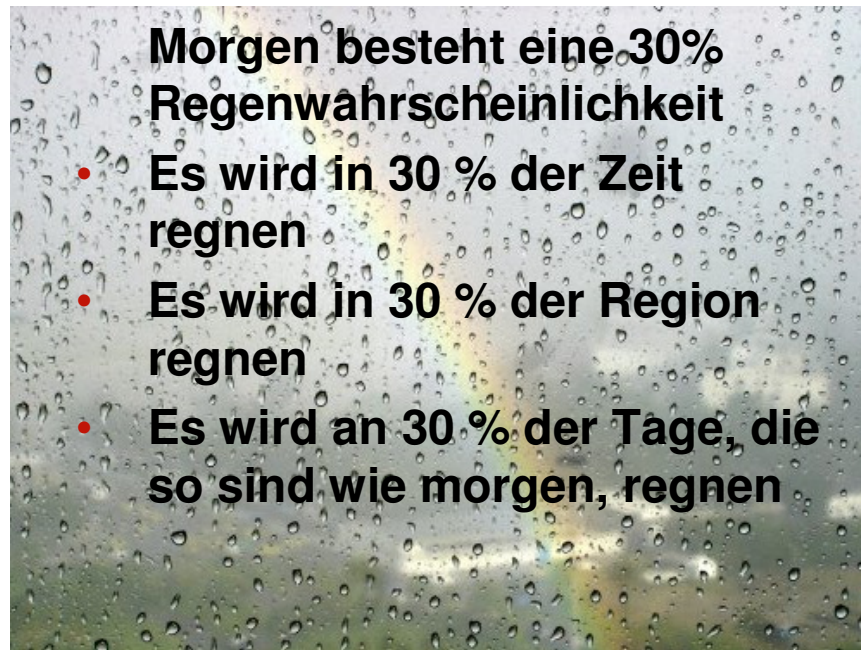 Morgen besteht eine 30%
Regenwahrscheinlichkeit
• Es wird in 30 % der Zeit
regnen
• Es wird in 30 % der Region
regnen
• Es wird an 30 % der Tage, die
so sind wie morgen, regnen